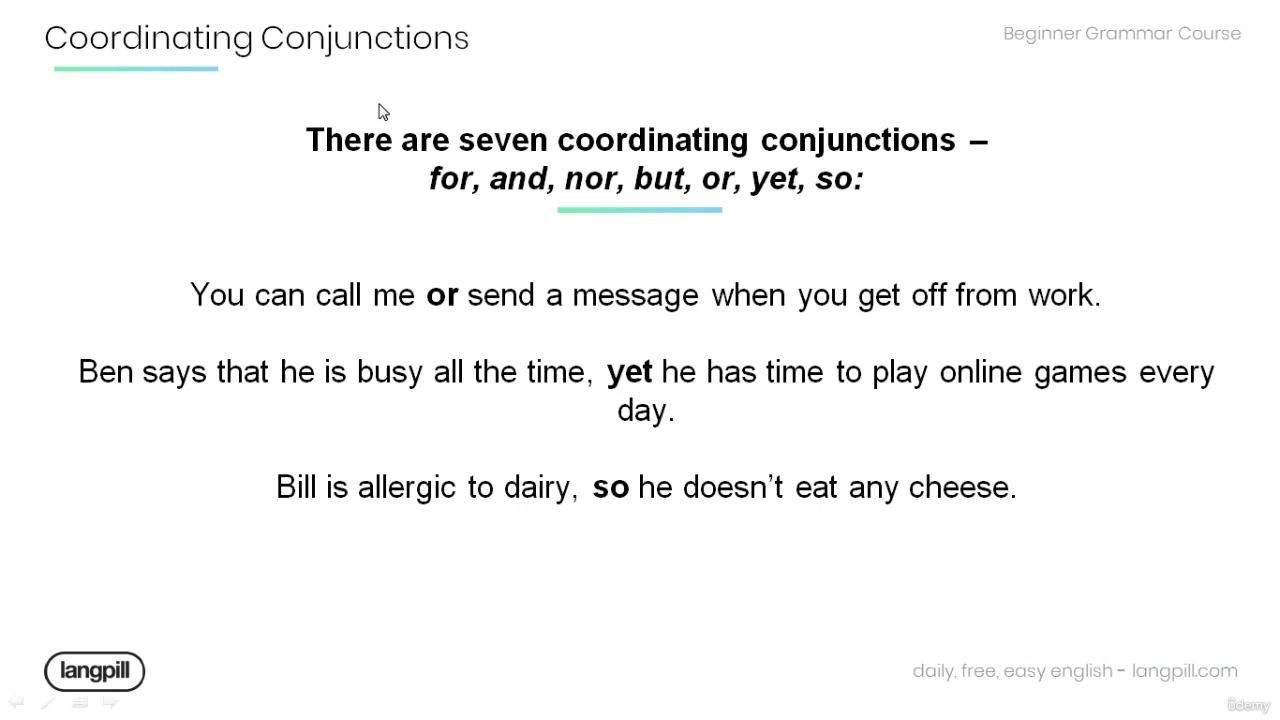 Coordinating Conjunctions
Beginner Grammar Course
There are seven coordinating conjunctions –
for, and, nor, but, or, yet, so:
You can call me or send a message when you get off from work.
Ben says that he is busy all the time, yet he has time to play online games every
day.
Bill is allergic to dairy, so he doesn’t eat any cheese.
langpill
daily, free, easy english - langpill.com
ûdemy